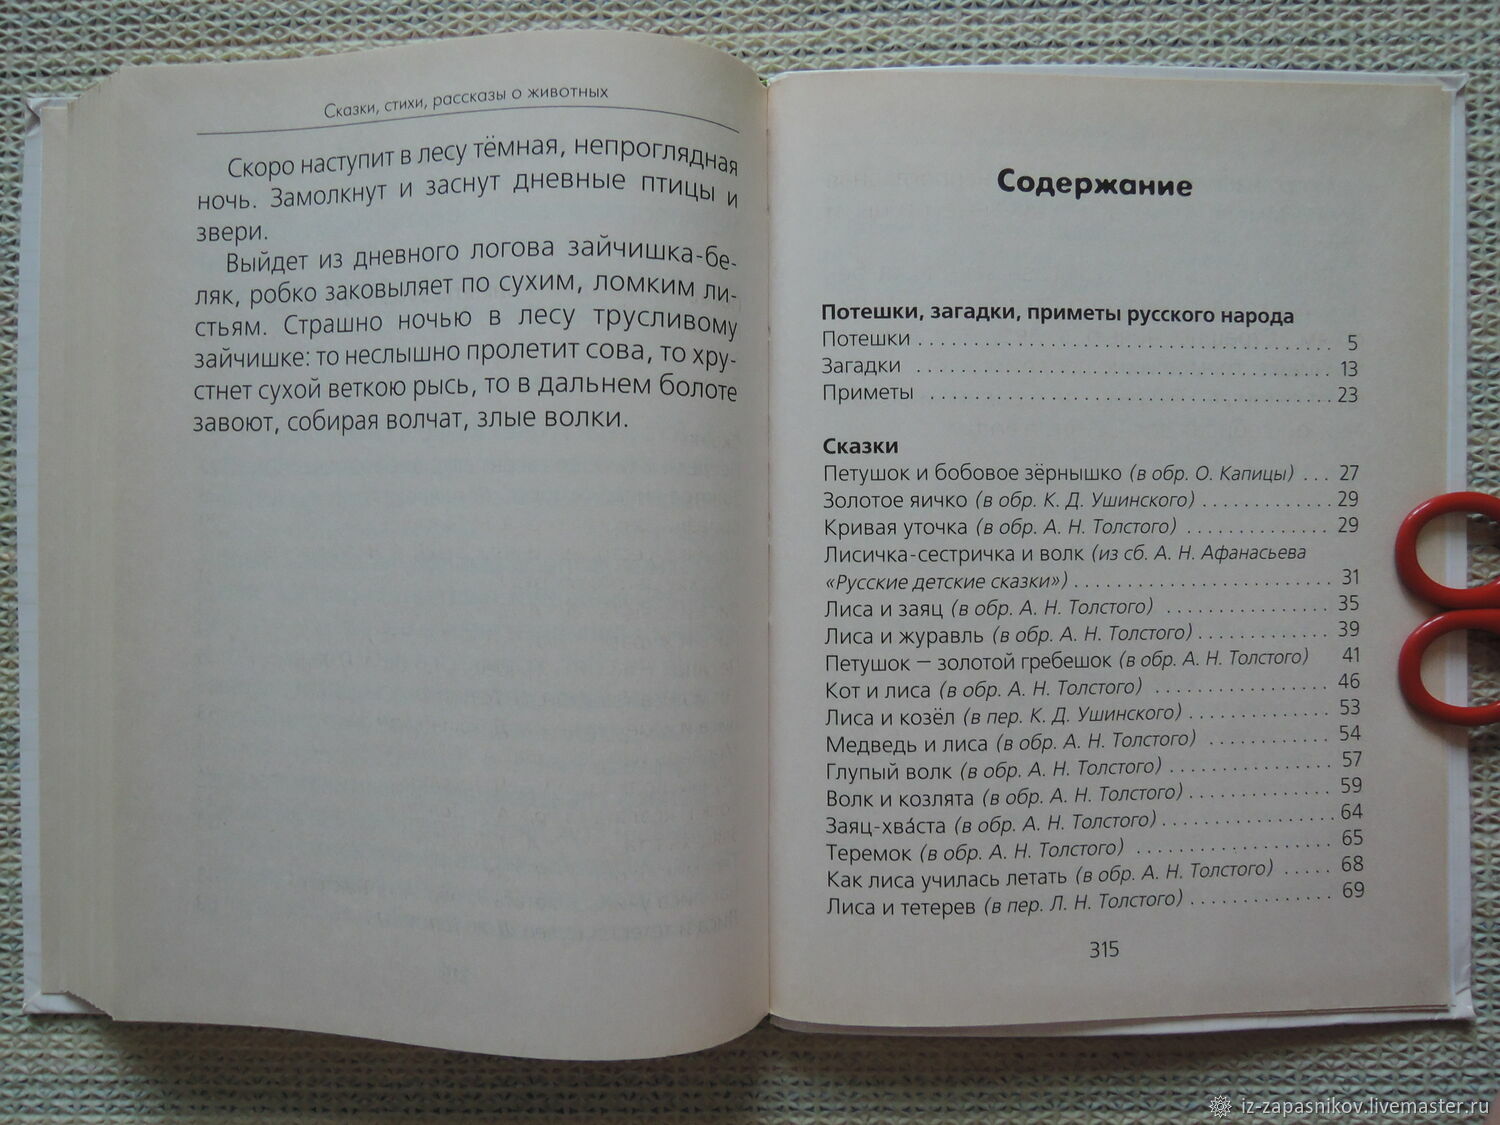 Сказки, стихи, рассказы о животных
Скоро наступит в лесу тёмная, непроглядная
ночь. Замолкнут и заснут дневные птицы и
звери.
Выйдет из дневного логова зайчишка-бе-
ляк, робко заковыляет по сухим, ломким ли-
стьям. Страшно ночью в лесу трусливому
зайчишке: то неслышно пролетит сова, то хру-
стнет сухой веткою рысь, то в дальнем болоте
завоют, собирая волчат, злые волки.
Содержание
Потешки, загадки, приметы русского народа
Потешки . . . . . . . . . . . . . . . . . . . . 5
Загадки . . . . . . . . . . . . . . . . . . . . 13
Приметы . . . . . . . . . . . . . . . . . . . . 23
Сказки
Петушок и бобовое зёрнышко (в обр. О. Капицы) . . . 27
Золотое яичко (в обр. К. Д. Ушинского) . . . . . . . . . . . . 29
Кривая уточка (в обр. А. Н. Толстого) . . . . . . . . . . . . . 29
Лисичка-сестричка и волк (из сб. А. Н. Афанасьева
«Русские детские сказки») . . . . . . . . . . . . . . . . . . . . 31
Лиса и заяц (в обр. А. Н. Толстого) . . . . . . . . . . . . . 35
Лиса и журавль (в обр. А. Н. Толстого) . . . . . . . . . . . . 39
Петушок — золотой гребешок (в обр. А. Н. Толстого) 41
Кот и лиса (в обр. А. Н. Толстого) . . . . . . . . . . . . . . 46
Лиса и козёл (в пер. К. Д. Ушинского) . . . . . . . . . . . . 53
Медведь и лиса (в обр. А. Н. Толстого) . . . . . . . . . . . 54
Глупый волк (в обр. А. Н. Толстого) . . . . . . . . . . . . . 57
Волк и козлята (в обр. А. Н. Толстого) . . . . . . . . . . . . 59
Заяц-хвáста (в обр. А. Н. Толстого) . . . . . . . . . . . . . . 64
Теремок (в обр. А. Н. Толстого) . . . . . . . . . . . . . . . . 65
Как лиса училась летать (в обр. А. Н. Толстого) . . . . . 68
Лиса и тетерев (в пер. Л. Н. Толстого) . . . . . . . . . . . . 69
315
iz-zapasnikov.livemaster.ru